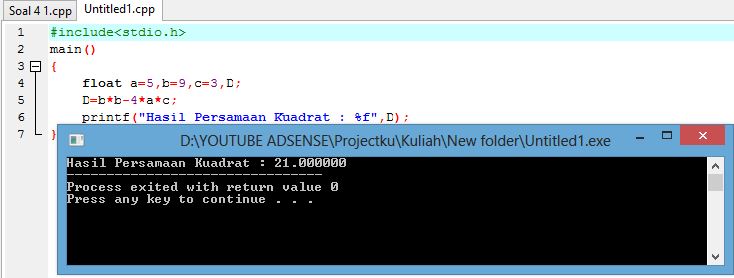 Soal 4 1.cpp Untitled1.cpp
1 #include<stdio.h>
2 main()
3 {
4 float a=5,b=9,c=3,D;
5 D=b*b-4*a*c;
6 printf("Hasil Persamaan Kuadrat : %f",D);
7 }
D:\YOUTUBE ADSENSE\Projectku\Kuliah\New folder\Untitled1.exe
Hasil Persamaan Kuadrat : 21.000000
--------------------------------
Process exited with return value 0
Press any key to continue . . .